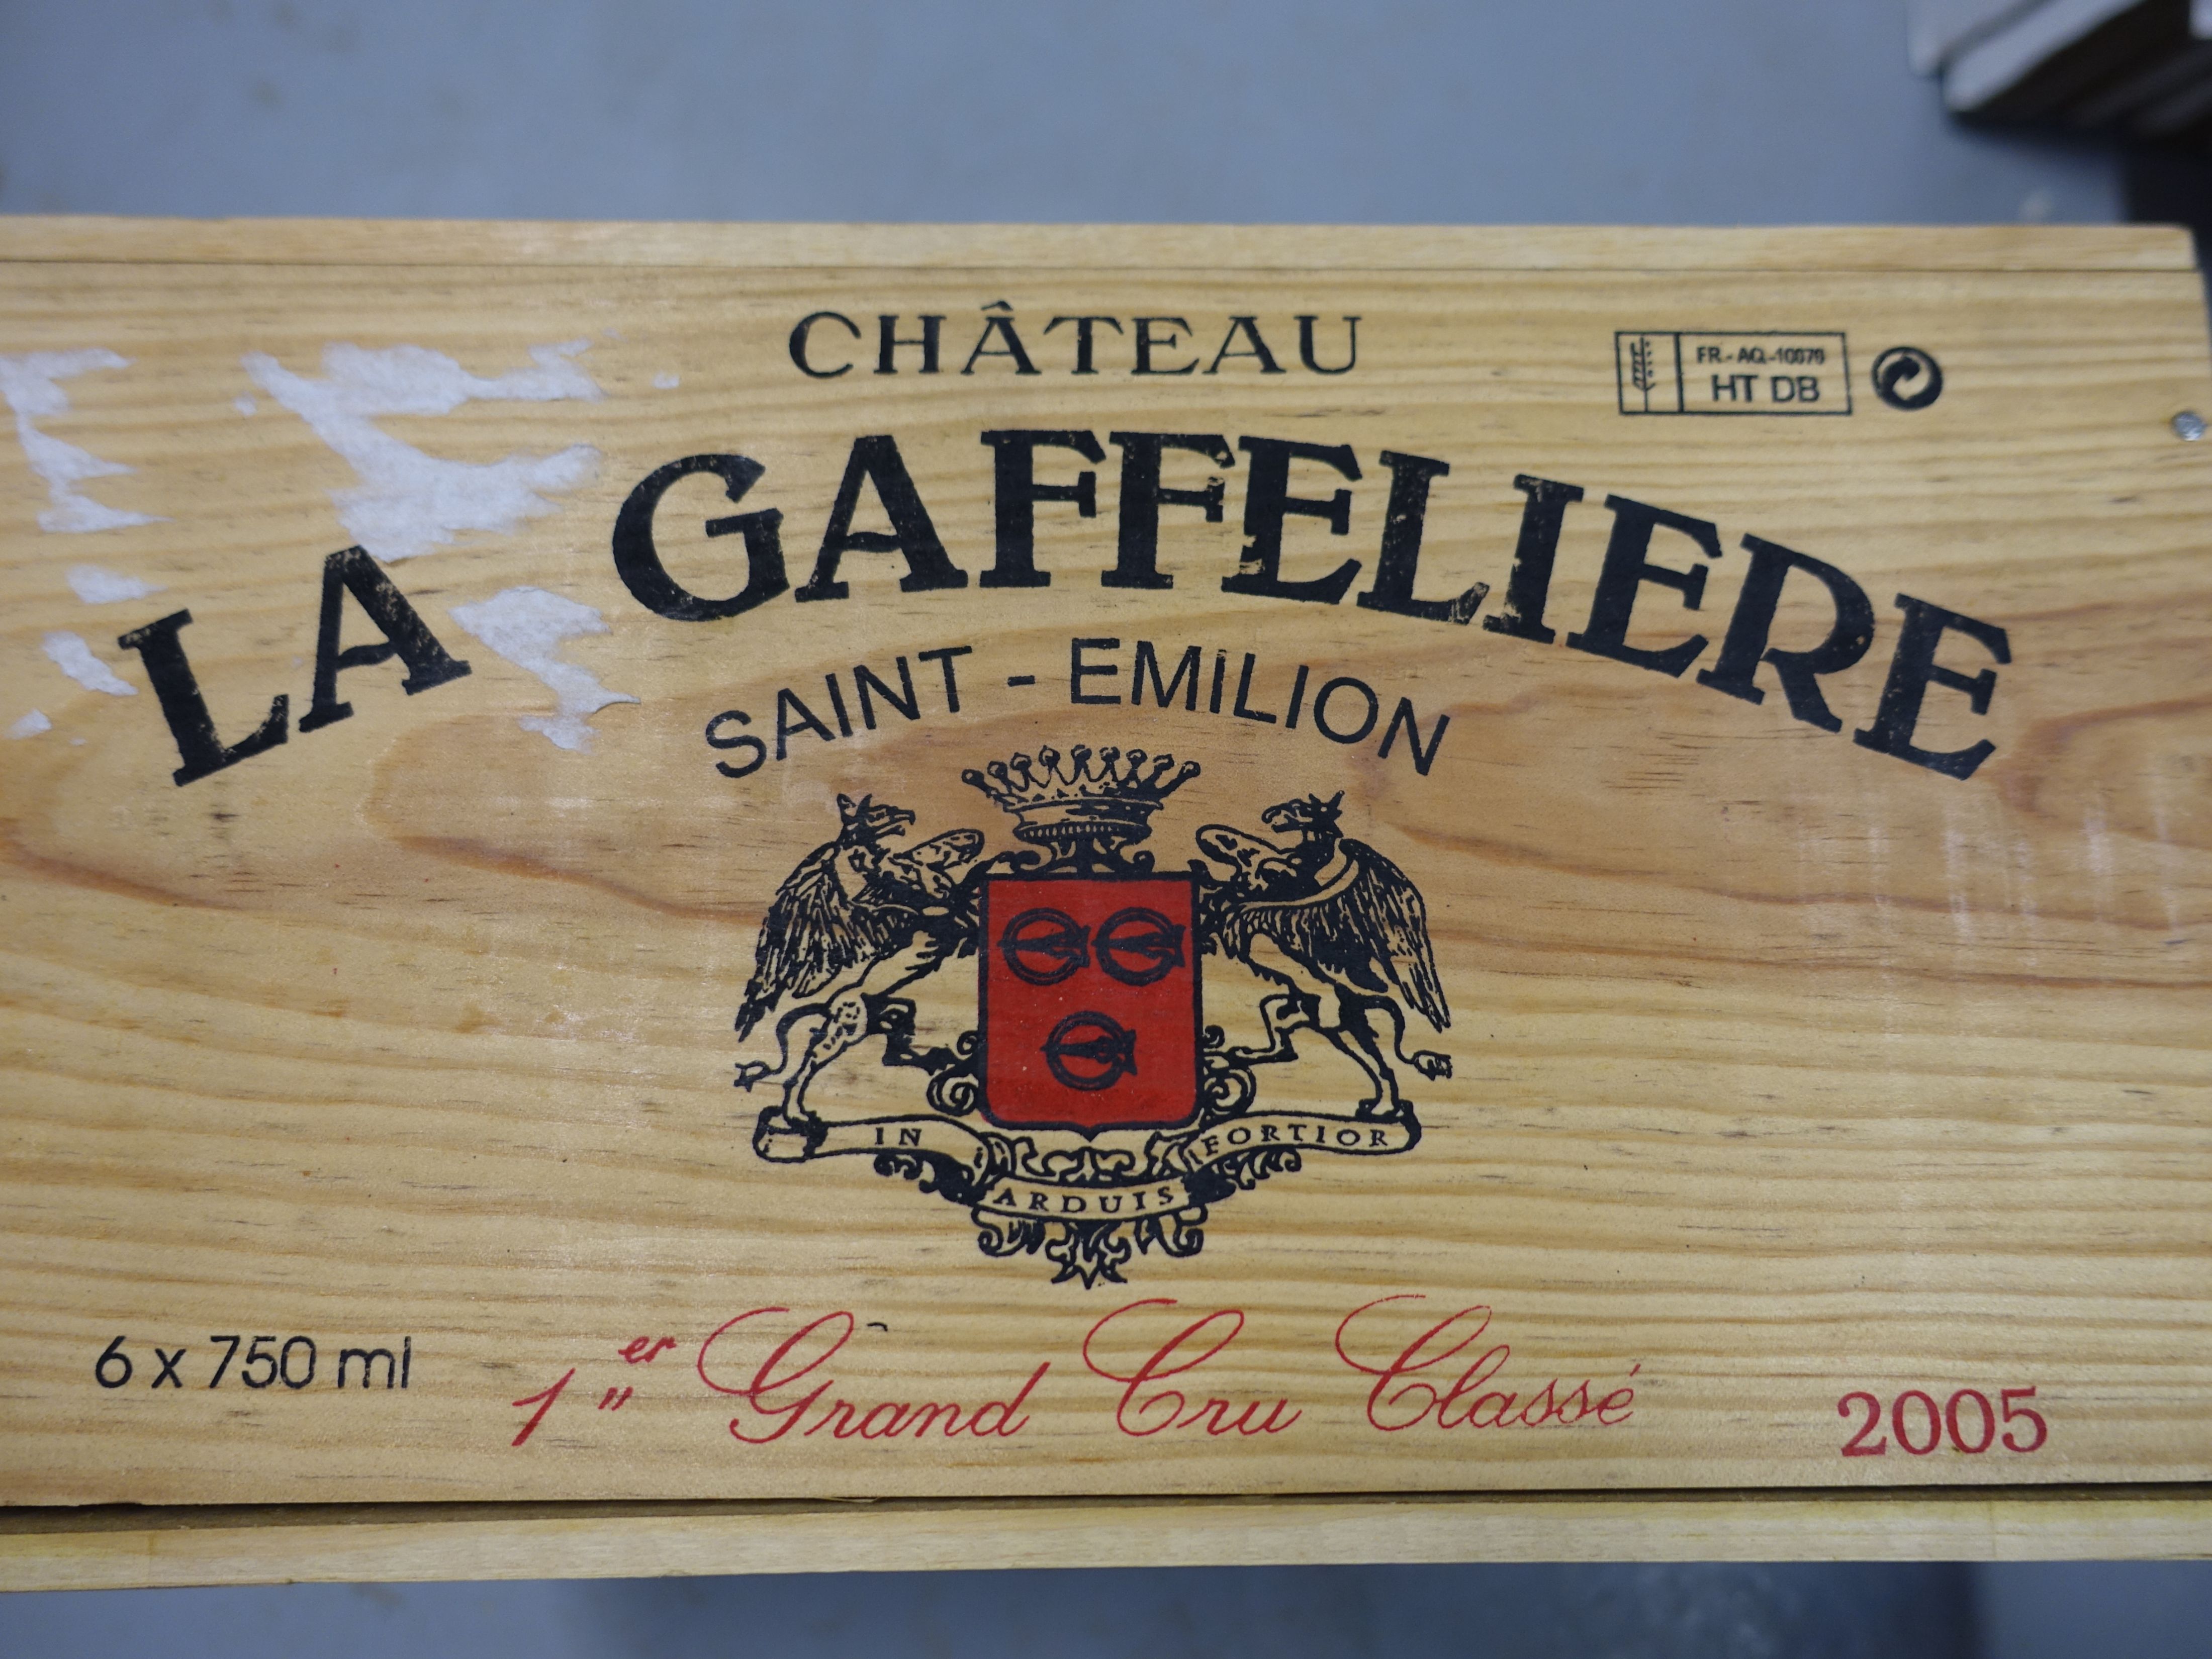 CHÂTEAU
FR.-AQ.-10079
HT DB
LA GAFFELIERE
SAINT-EMILION
IN ARDUIS FORTIOR
6 x 750 ml
1er Grand Cru Classé
2005